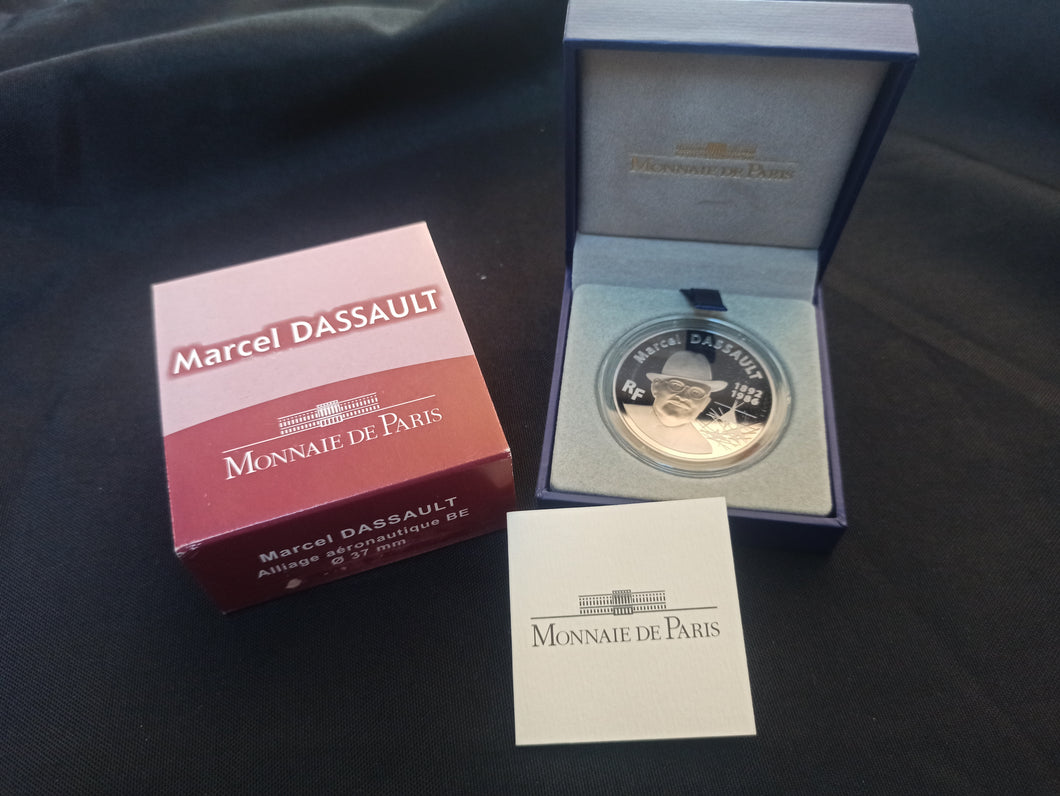 Marcel DASSAULT
MONNAIE DE PARIS
Marcel DASSAULT
Alliage aéronautique BE
Ø 37 mm
MONNAIE DE PARIS
Marcel DASSAULT
RF
1892
1986
MONNAIE DE PARIS